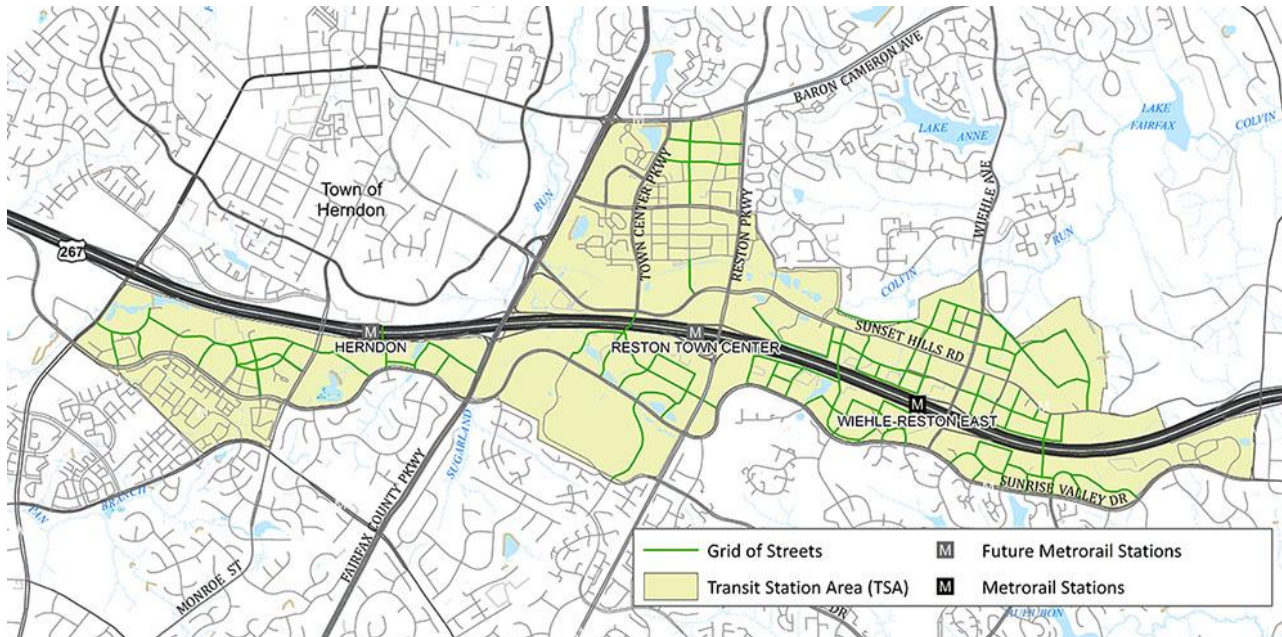 BARON CAMERON AVE
LAKE
ANNE
LAKE
FAIRFAX
COLVIN
Town of
Herndon
RUN
TOWN CENTER PKWY
RESTON PKWY
WIEHLE AVE
RUN
COLVIN
267
M
HERNDON
M
RESTON TOWN CENTER
SUNSET HILLS RD
M
WIEHLE-RESTON EAST
SUNRISE VALLEY DR
SUGARLAND
FAIRFAX COUNTY PKWY
BRANCH
MONROE ST
DR
Grid of Streets
M Future Metrorail Stations
Transit Station Area (TSA)
M Metrorail Stations